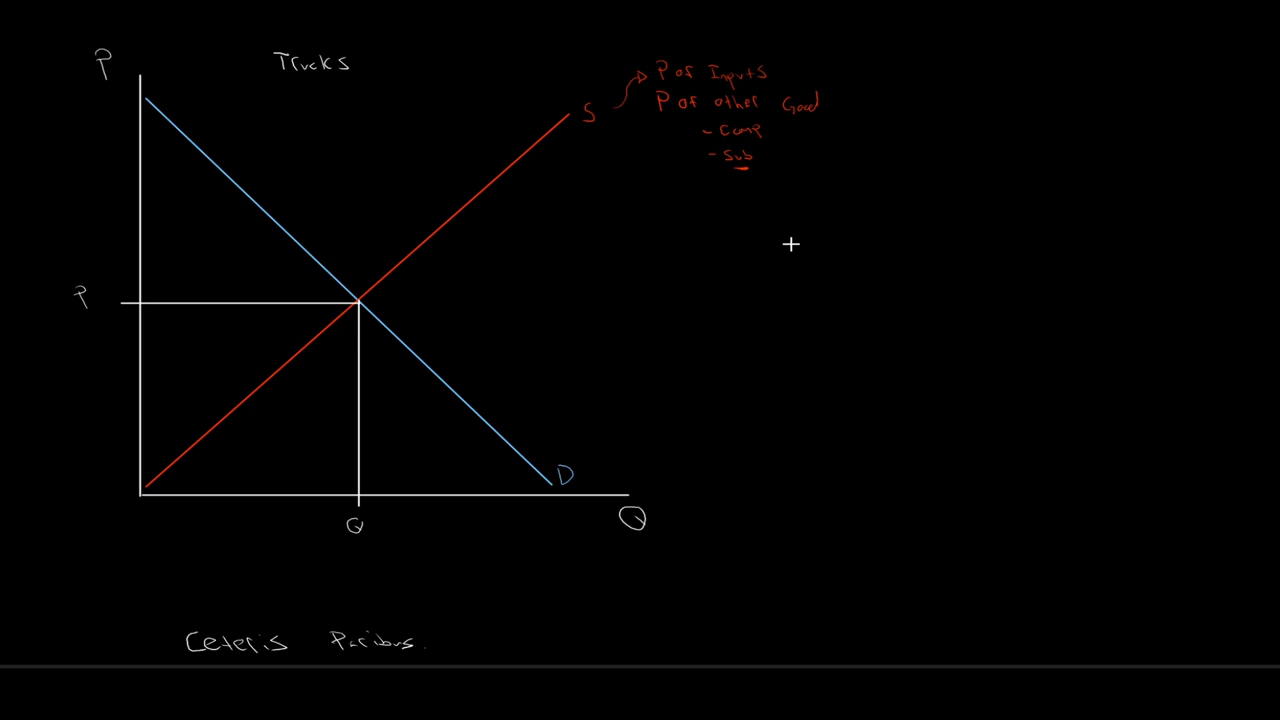 P
Trucks
P of Inputs
S
P of other Good
- Comp
- Sub
P
D
Q
Q
Ceteris Paribus.